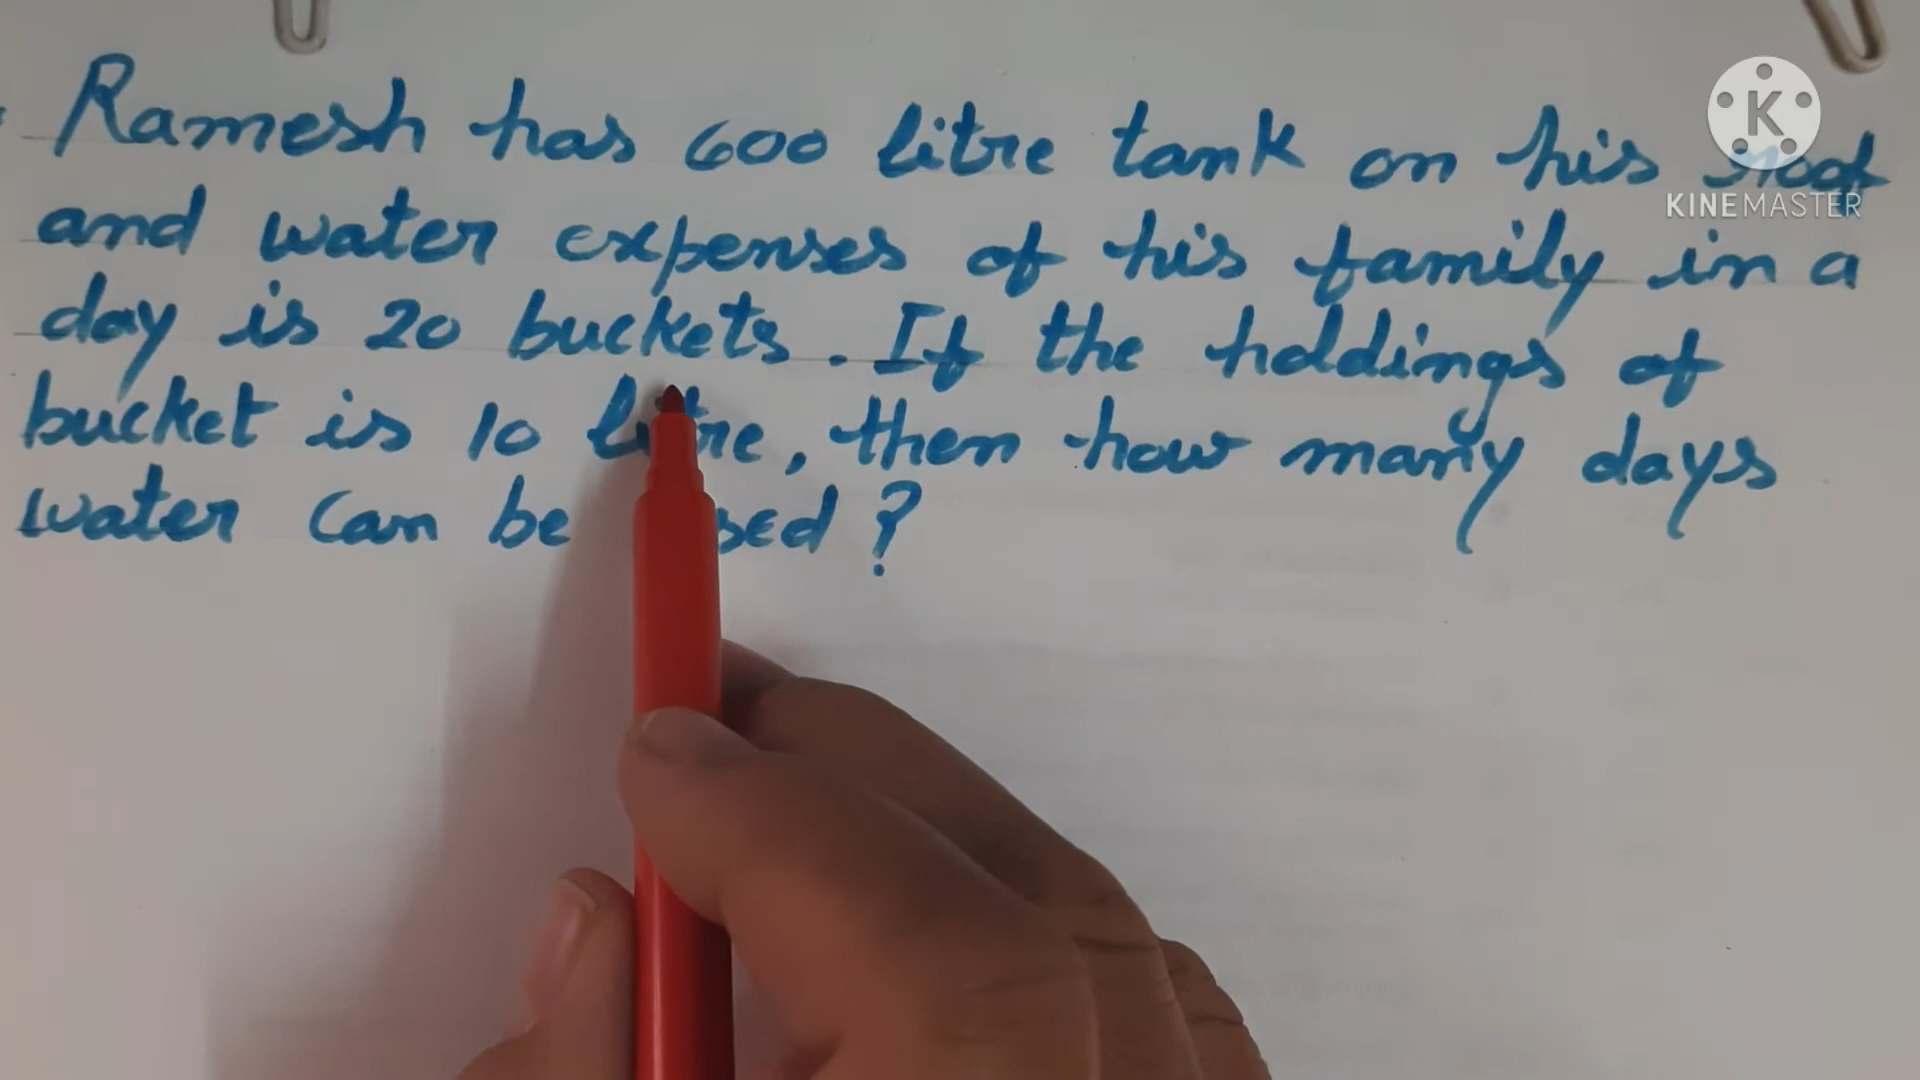 Ramesh has 600 litre tank on his roof
and water expenses of his family in a
day is 20 buckets. If the holdings of
bucket is 10 litre, then how many days
water can be used?
K
KINEMASTER